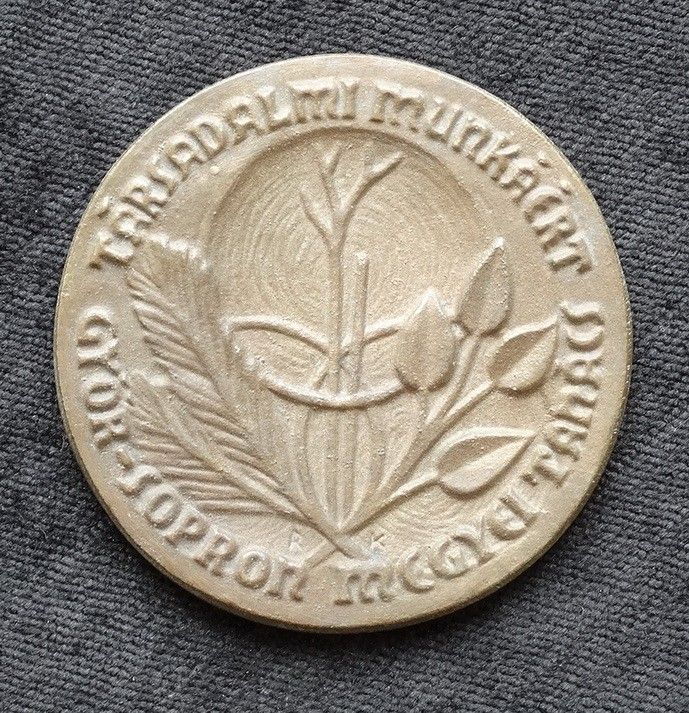 TÁRSADALMI MUNKÁÉRT
GYŐR-SOPRON MEGYEI TANÁCS
R K